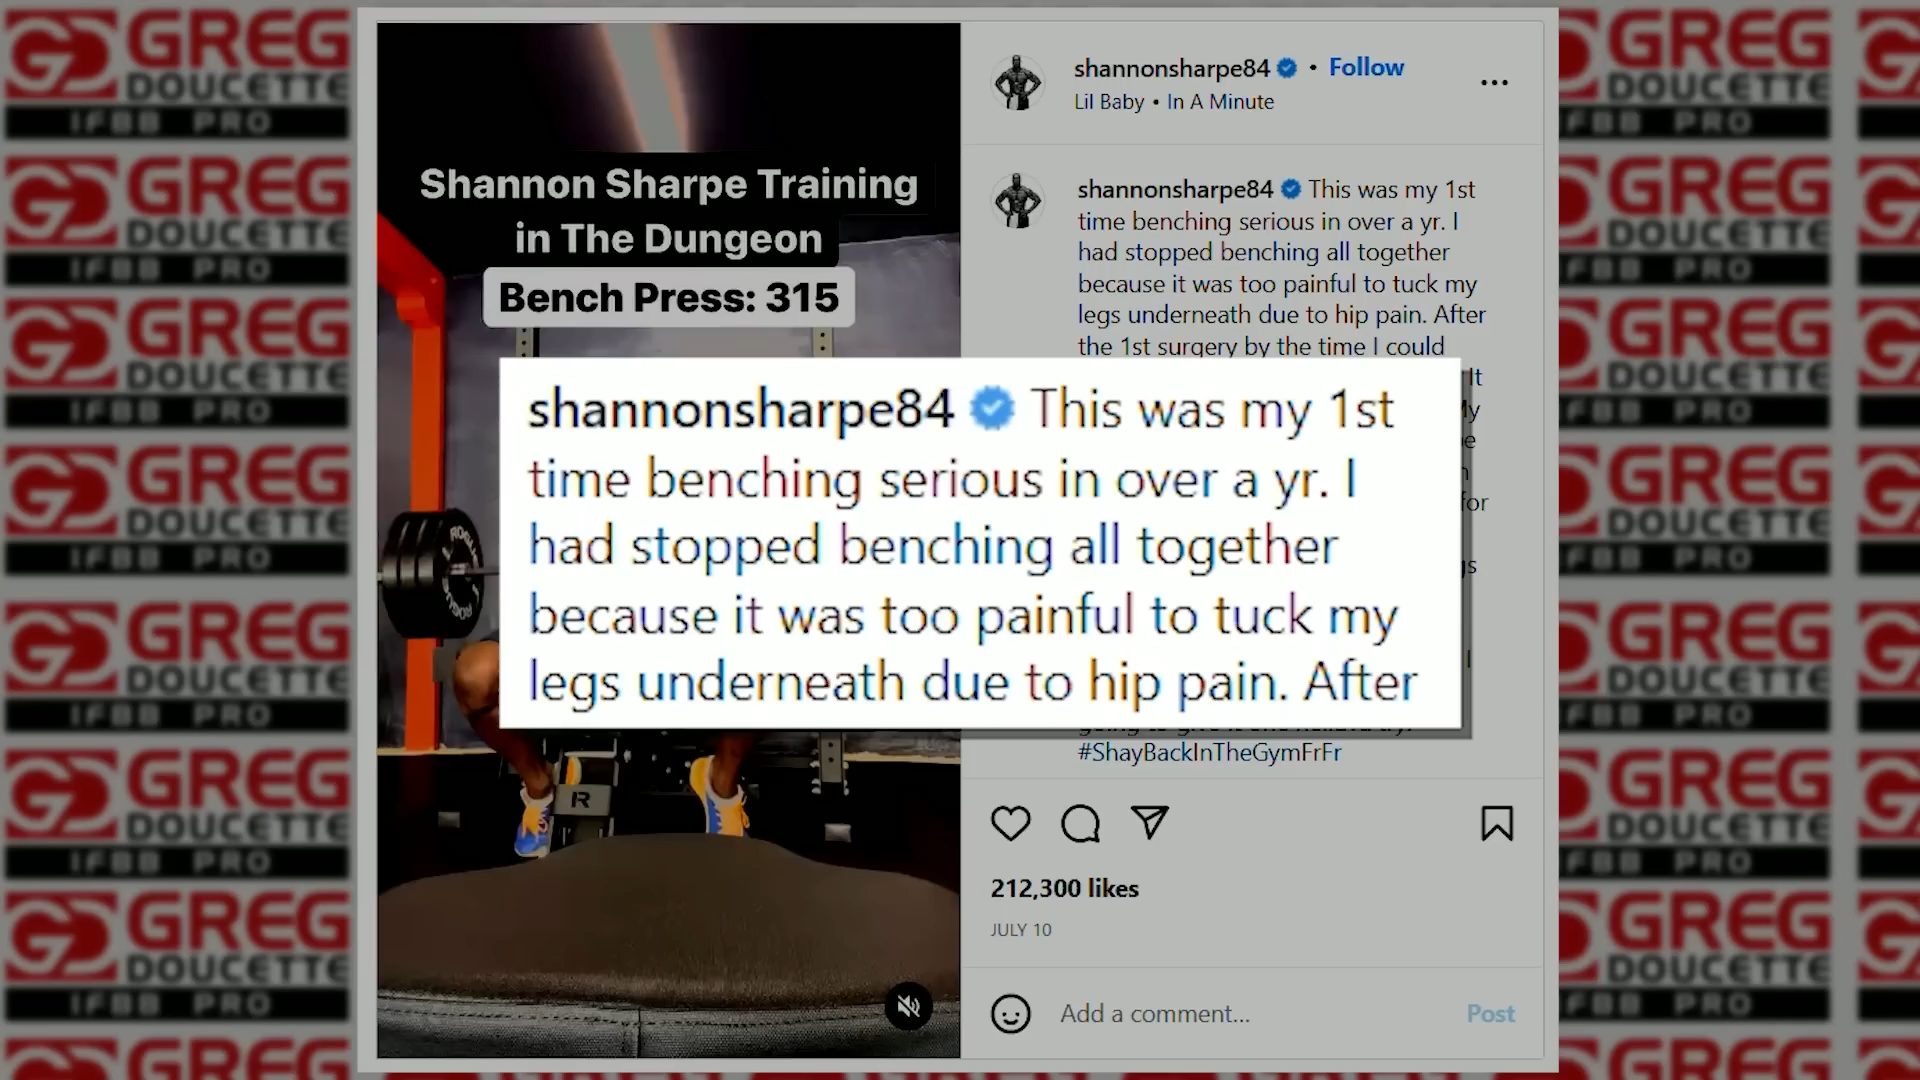 GREG
DOUCETTE
IFBB PRO
Shannon Sharpe Training
in The Dungeon
Bench Press: 315
ROGUE
R
shannonsharpe84 • Follow
Lil Baby • In A Minute
shannonsharpe84 This was my 1st
time benching serious in over a yr. I
had stopped benching all together
because it was too painful to tuck my
legs underneath due to hip pain. After
the 1st surgery by the time I could
It
for
shannonsharpe84 This was my 1st
time benching serious in over a yr. I
had stopped benching all together
because it was too painful to tuck my
legs underneath due to hip pain. After
#ShayBackInTheGymFrFr
212,300 likes
JULY 10
Add a comment...
Post